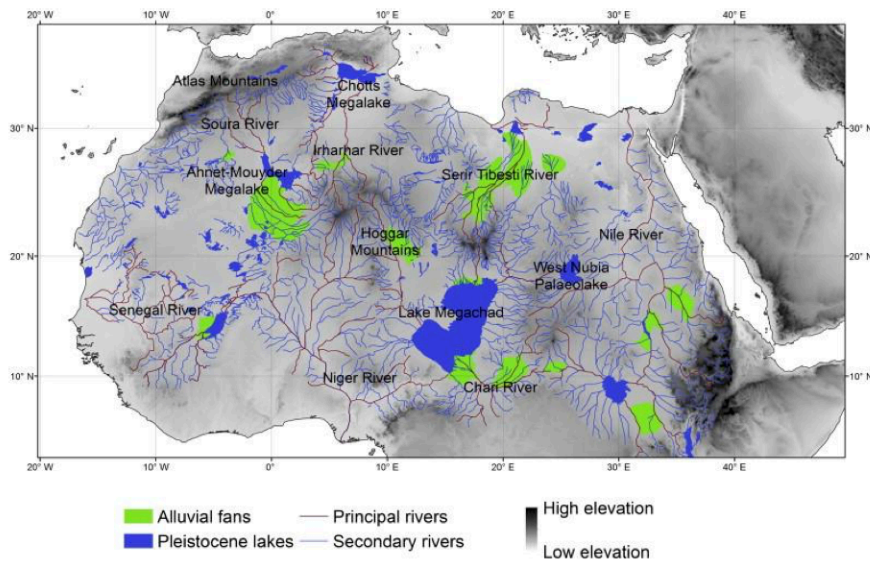 20° W 10° W 0° 10° E 20° E 30° E 40° E
Atlas Mountains
Chotts
Megalake
Soura River
30° N 30° N
Irharhar River
Ahnet-Mouyder
Megalake
Serir Tibesti River
Hoggar
Mountains
Nile River
20° N 20° N
West Nubia
Palaeolake
Senegal River
Lake Megachad
Niger River
Chari River
10° N 10° N
20° W 10° W 0° 10° E 20° E 30° E 40° E
Alluvial fans
Pleistocene lakes
Principal rivers
Secondary rivers
High elevation
Low elevation